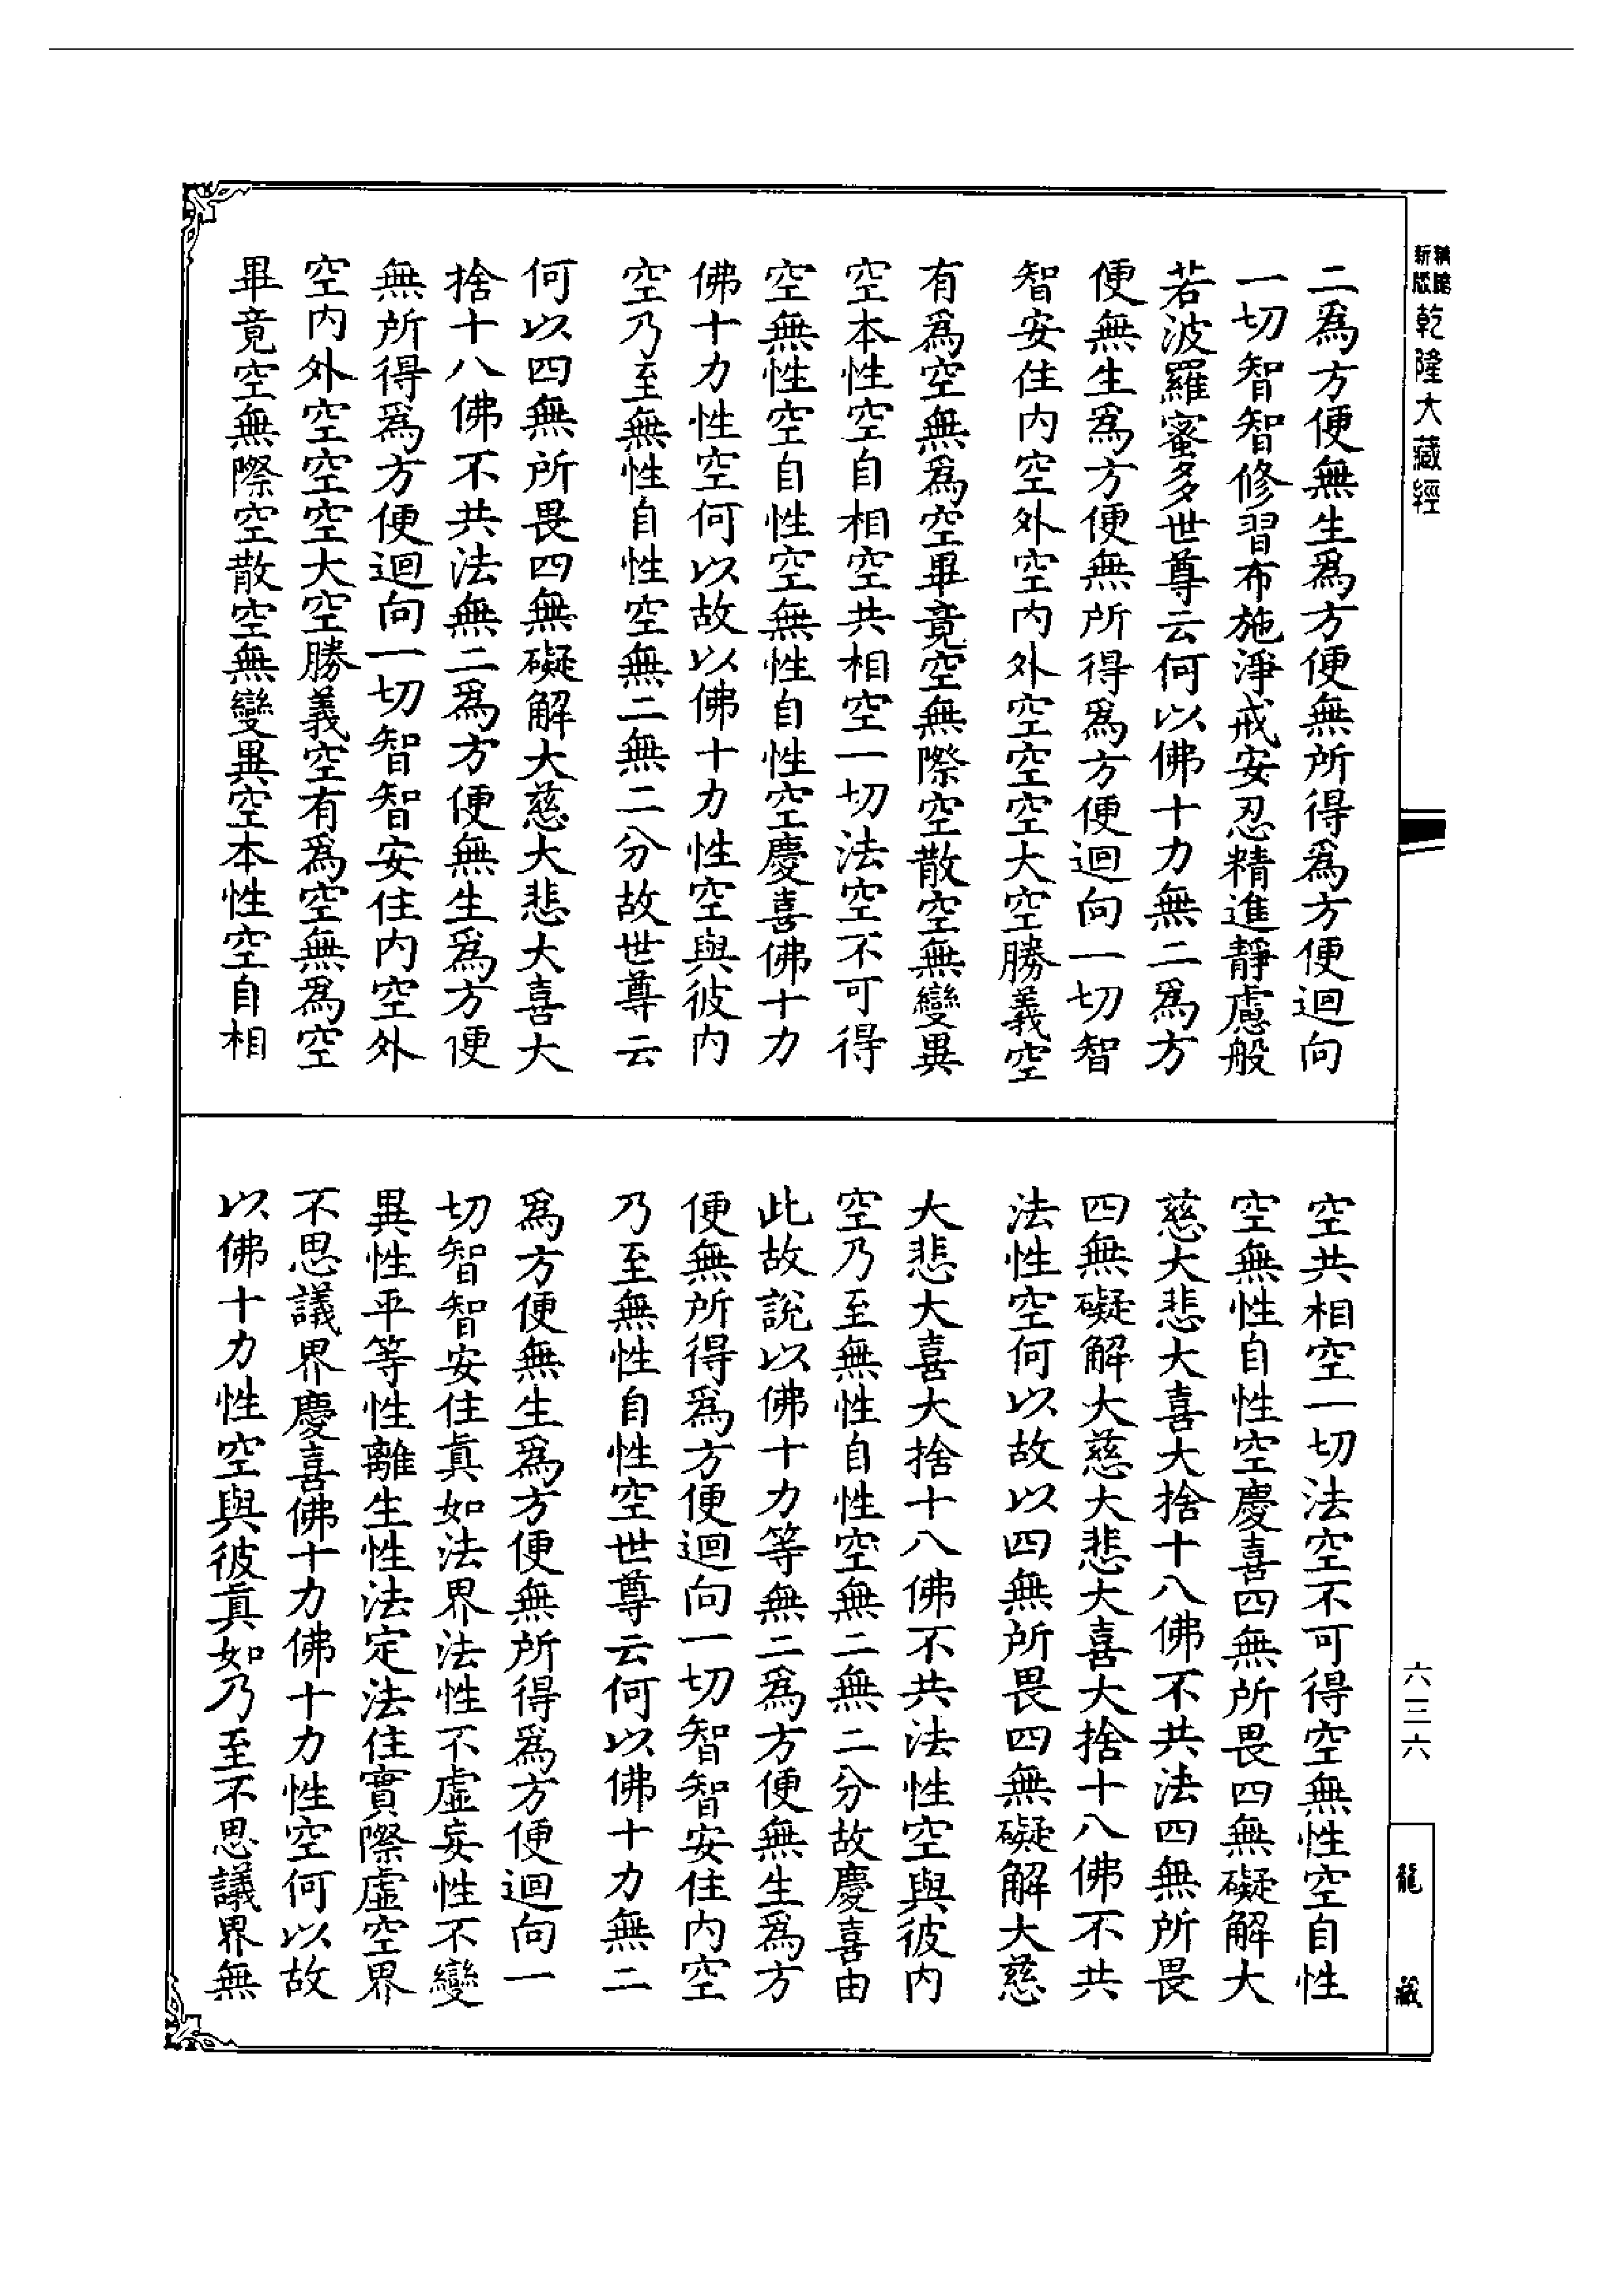 新版
乾隆大藏經
二爲方便無生爲方便無所得爲方便迴向
一切智智修習布施淨戒安忍精進靜慮般
若波羅蜜多世尊云何以佛十力無二爲方
便無生爲方便無所得爲方便迴向一切智
智安住内空外空内外空空空大空勝義空
有爲空無爲空畢竟空無際空散空無變異
空本性空自相空共相空一切法空不可得
空無性空自性空無性自性空慶喜佛十力
佛十力性空何以故以佛十力性空與彼内
空乃至無性自性空無二無二分故世尊云
何以四無所畏四無礙解大慈大悲大喜大
捨十八佛不共法無二爲方便無生爲方便
無所得爲方便迴向一切智智安住内空外
空内外空空空大空勝義空有爲空無爲空
畢竟空無際空散空無變異空本性空自相
空共相空一切法空不可得空無性空自性
空無性自性空慶喜四無所畏四無礙解大
慈大悲大喜大捨十八佛不共法四無所畏
四無礙解大慈大悲大喜大捨十八佛不共
法性空何以故以四無所畏四無礙解大慈
大悲大喜大捨十八佛不共法性空與彼内
空乃至無性自性空無二無二分故慶喜由
此故說以佛十力等無二爲方便無生爲方
便無所得爲方便迴向一切智智安住内空
乃至無性自性空世尊云何以佛十力無二
爲方便無生爲方便無所得爲方便迴向一
切智智安住眞如法界法性不虛妄性不變
異性平等性離生性法定法住實際虛空界
不思議界慶喜佛十力佛十力性空何以故
以佛十力性空與彼眞如乃至不思議界無
六三六
龍藏